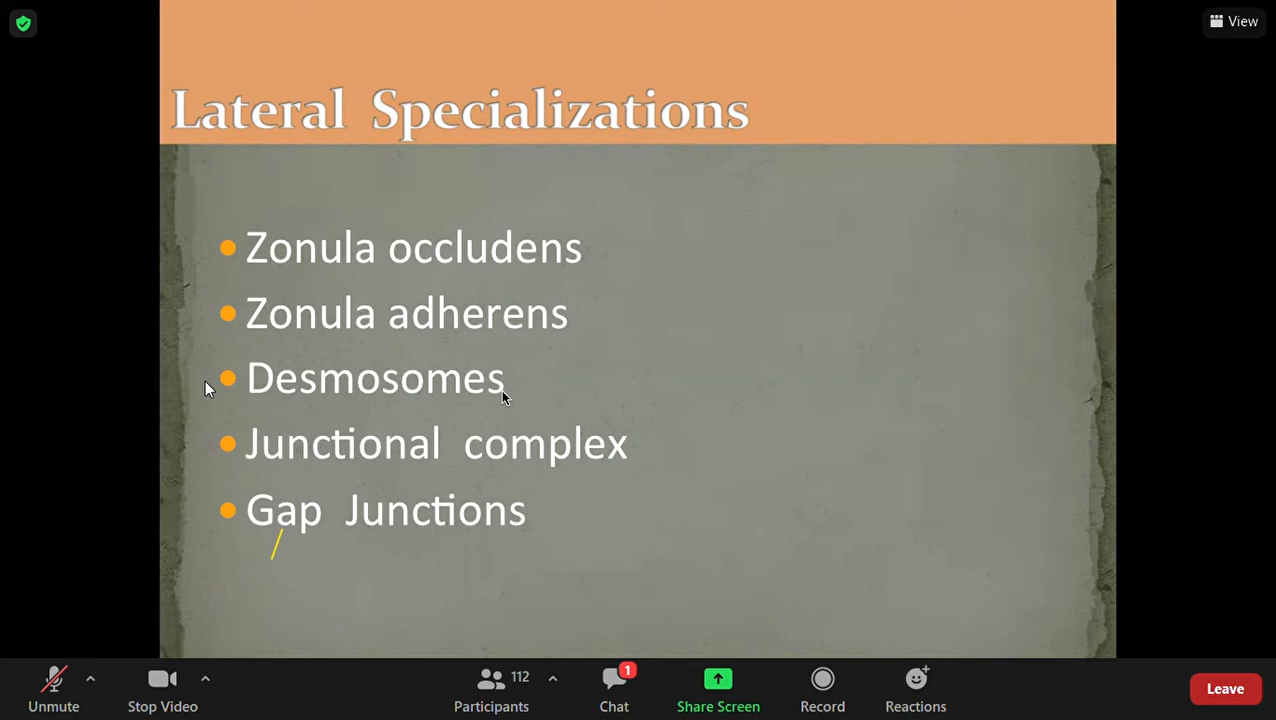 View
Lateral Specializations
Zonula occludens
Zonula adherens
Desmosomes
Junctional complex
Gap Junctions
Unmute
Stop Video
Participants
112
Chat
1
Share Screen
Record
Reactions
Leave